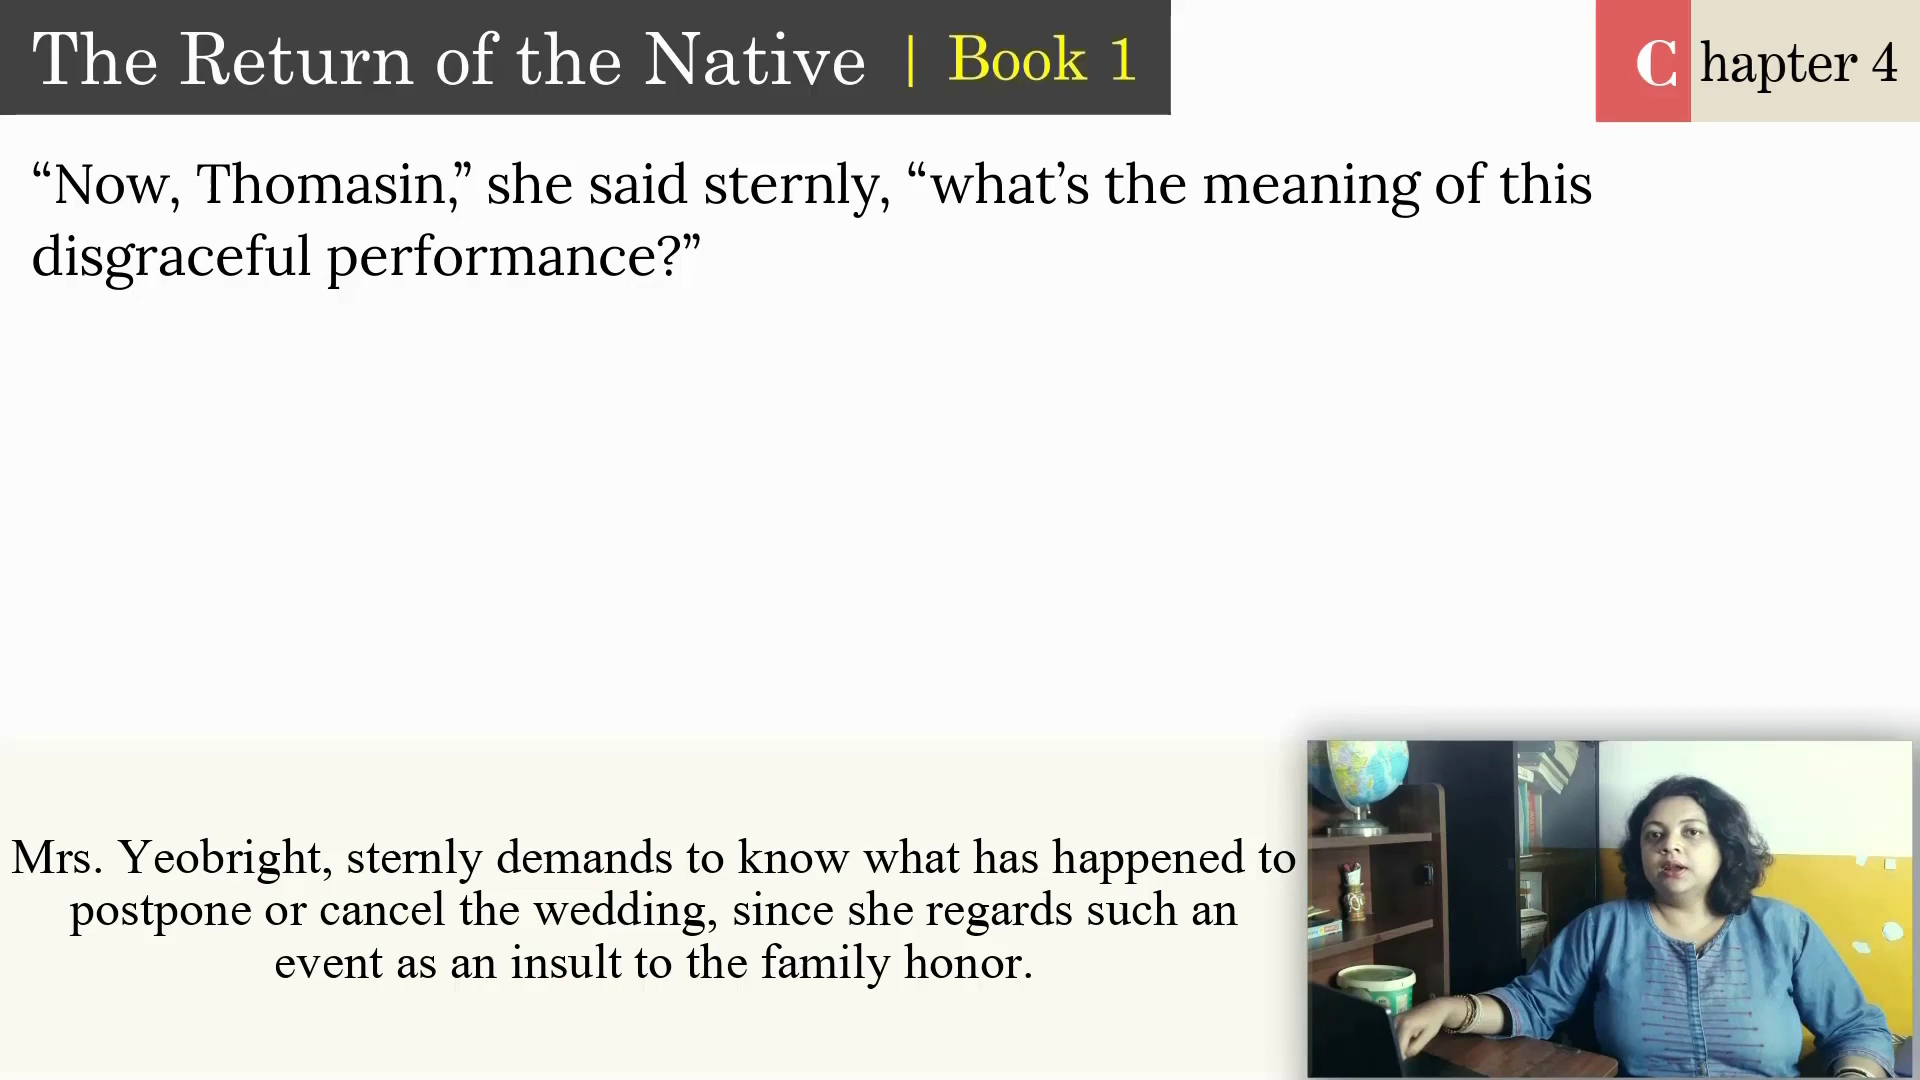 The Return of the Native | Book 1
Chapter 4
“Now, Thomasin,” she said sternly, “what’s the meaning of this
disgraceful performance?”
Mrs. Yeobright, sternly demands to know what has happened to
postpone or cancel the wedding, since she regards such an
event as an insult to the family honor.